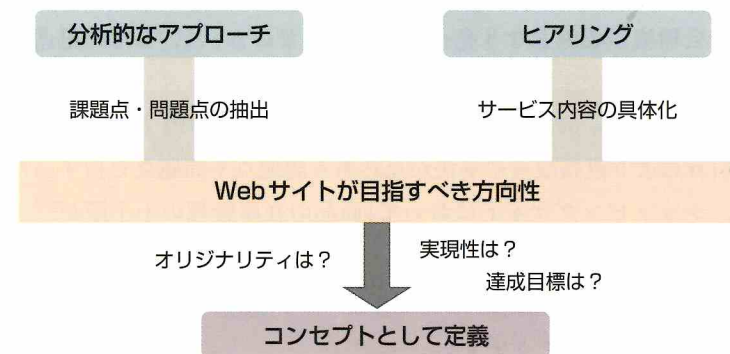 分析的なアプローチ
ヒアリング
課題点・問題点の抽出
サービス内容の具体化
Webサイトが目指すべき方向性
オリジナリティは？
実現性は？
達成目標は？
コンセプトとして定義